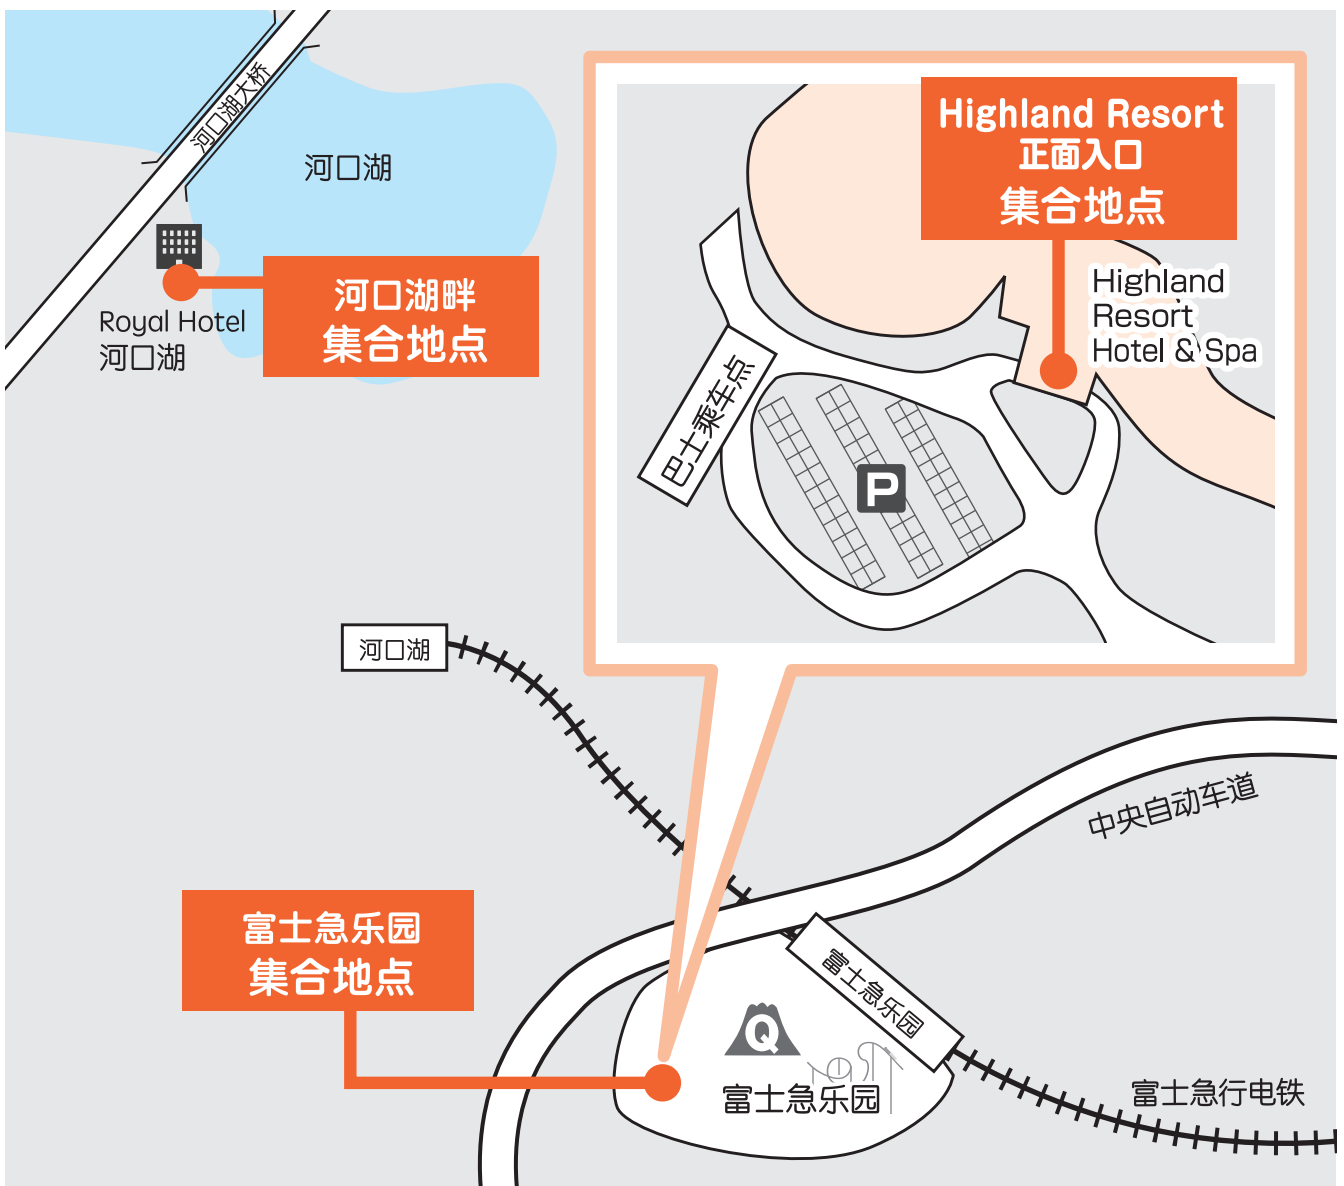 河口湖大桥
河口湖
Royal Hotel
河口湖
河口湖畔
集合地点
Highland Resort
正面入口
集合地点
Highland
Resort
Hotel & Spa
巴士乘车点
P
河口湖
中央自动车道
富士急乐园
集合地点
富士急乐园
Q
富士急乐园
富士急行电铁